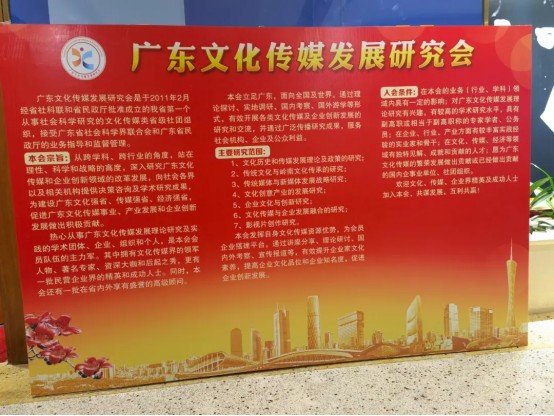 广东文化传媒发展研究会
广东文化传媒发展研究会是于2011年2月
经省社科联和省民政厅批准成立的我省第一个
从事社会科学研究的文化传媒类省级社团组
织，接受广东省社会科学界联合会和广东省民
政厅的业务指导和监督管理。
本会宗旨：从跨学科、跨行业的角度，站在
理性、科学和战略的高度，深入研究广东文化
传媒和企业创新领域的改革发展，向社会各界
以及相关机构提供决策咨询及学术研究成果，
为建设广东文化强省、传媒强省、经济强省，
促进广东文化传媒事业、产业发展和企业创新
发展做出积极贡献。
热心从事广东文化传媒发展理论研究及实
践的学术团体、企业、组织和个人，是本会会
员队伍的主力军。其中拥有文化传媒界的领军
人物、著名专家、资深大咖和后起之秀，更有
一批民营企业界的精英和成功人士。同时，本
会还有一批在省内外享有盛誉的高级顾问。
本会立足广东，面向全国及世界，通过理
论探讨、实地调研、国内考察、国外游学等形
式，有效开展各类文化传媒及企业创新发展的
研究和交流，并通过广泛传播研究成果，服务
社会机构、企业及公众利益。
主要研究范围：
1、文化历史和传媒发展理论及政策的研究；
2、传统文化与岭南文化传承的研究；
3、传统媒体与新媒体发展战略研究；
4、文化创意产业的发展研究；
5、企业文化与创新研究；
6、文化传媒与企业发展融合的研究；
7、影视片创作研究。
本会发挥自身文化传媒资源优势，为会员
企业搭建平台，通过讲座分享、理论研讨、国
内外考察、宣传报道等，有效提升企业家文化
素养，提高企业文化品位和企业知名度，促进
企业创新发展。
入会条件：在本会的业务（行业、学科）领
域内具有一定的影响；对广东文化传媒发展理
论研究有兴趣，有较高的学术研究水平，具有
副高职或相当于副高职称的专家学者、公务
员；在企业、行业、产业方面有较丰富实践经
验的实业家和骨干；在文化、传媒、经济等领
域有独特见解，成就和贡献的人才；愿为广东
文化传媒的繁荣发展做出贡献或已经做出贡献
的国内企事业单位、社团组织。
欢迎文化、传媒、企业界精英及成功人士
加入本会，共谋发展，互利共赢！